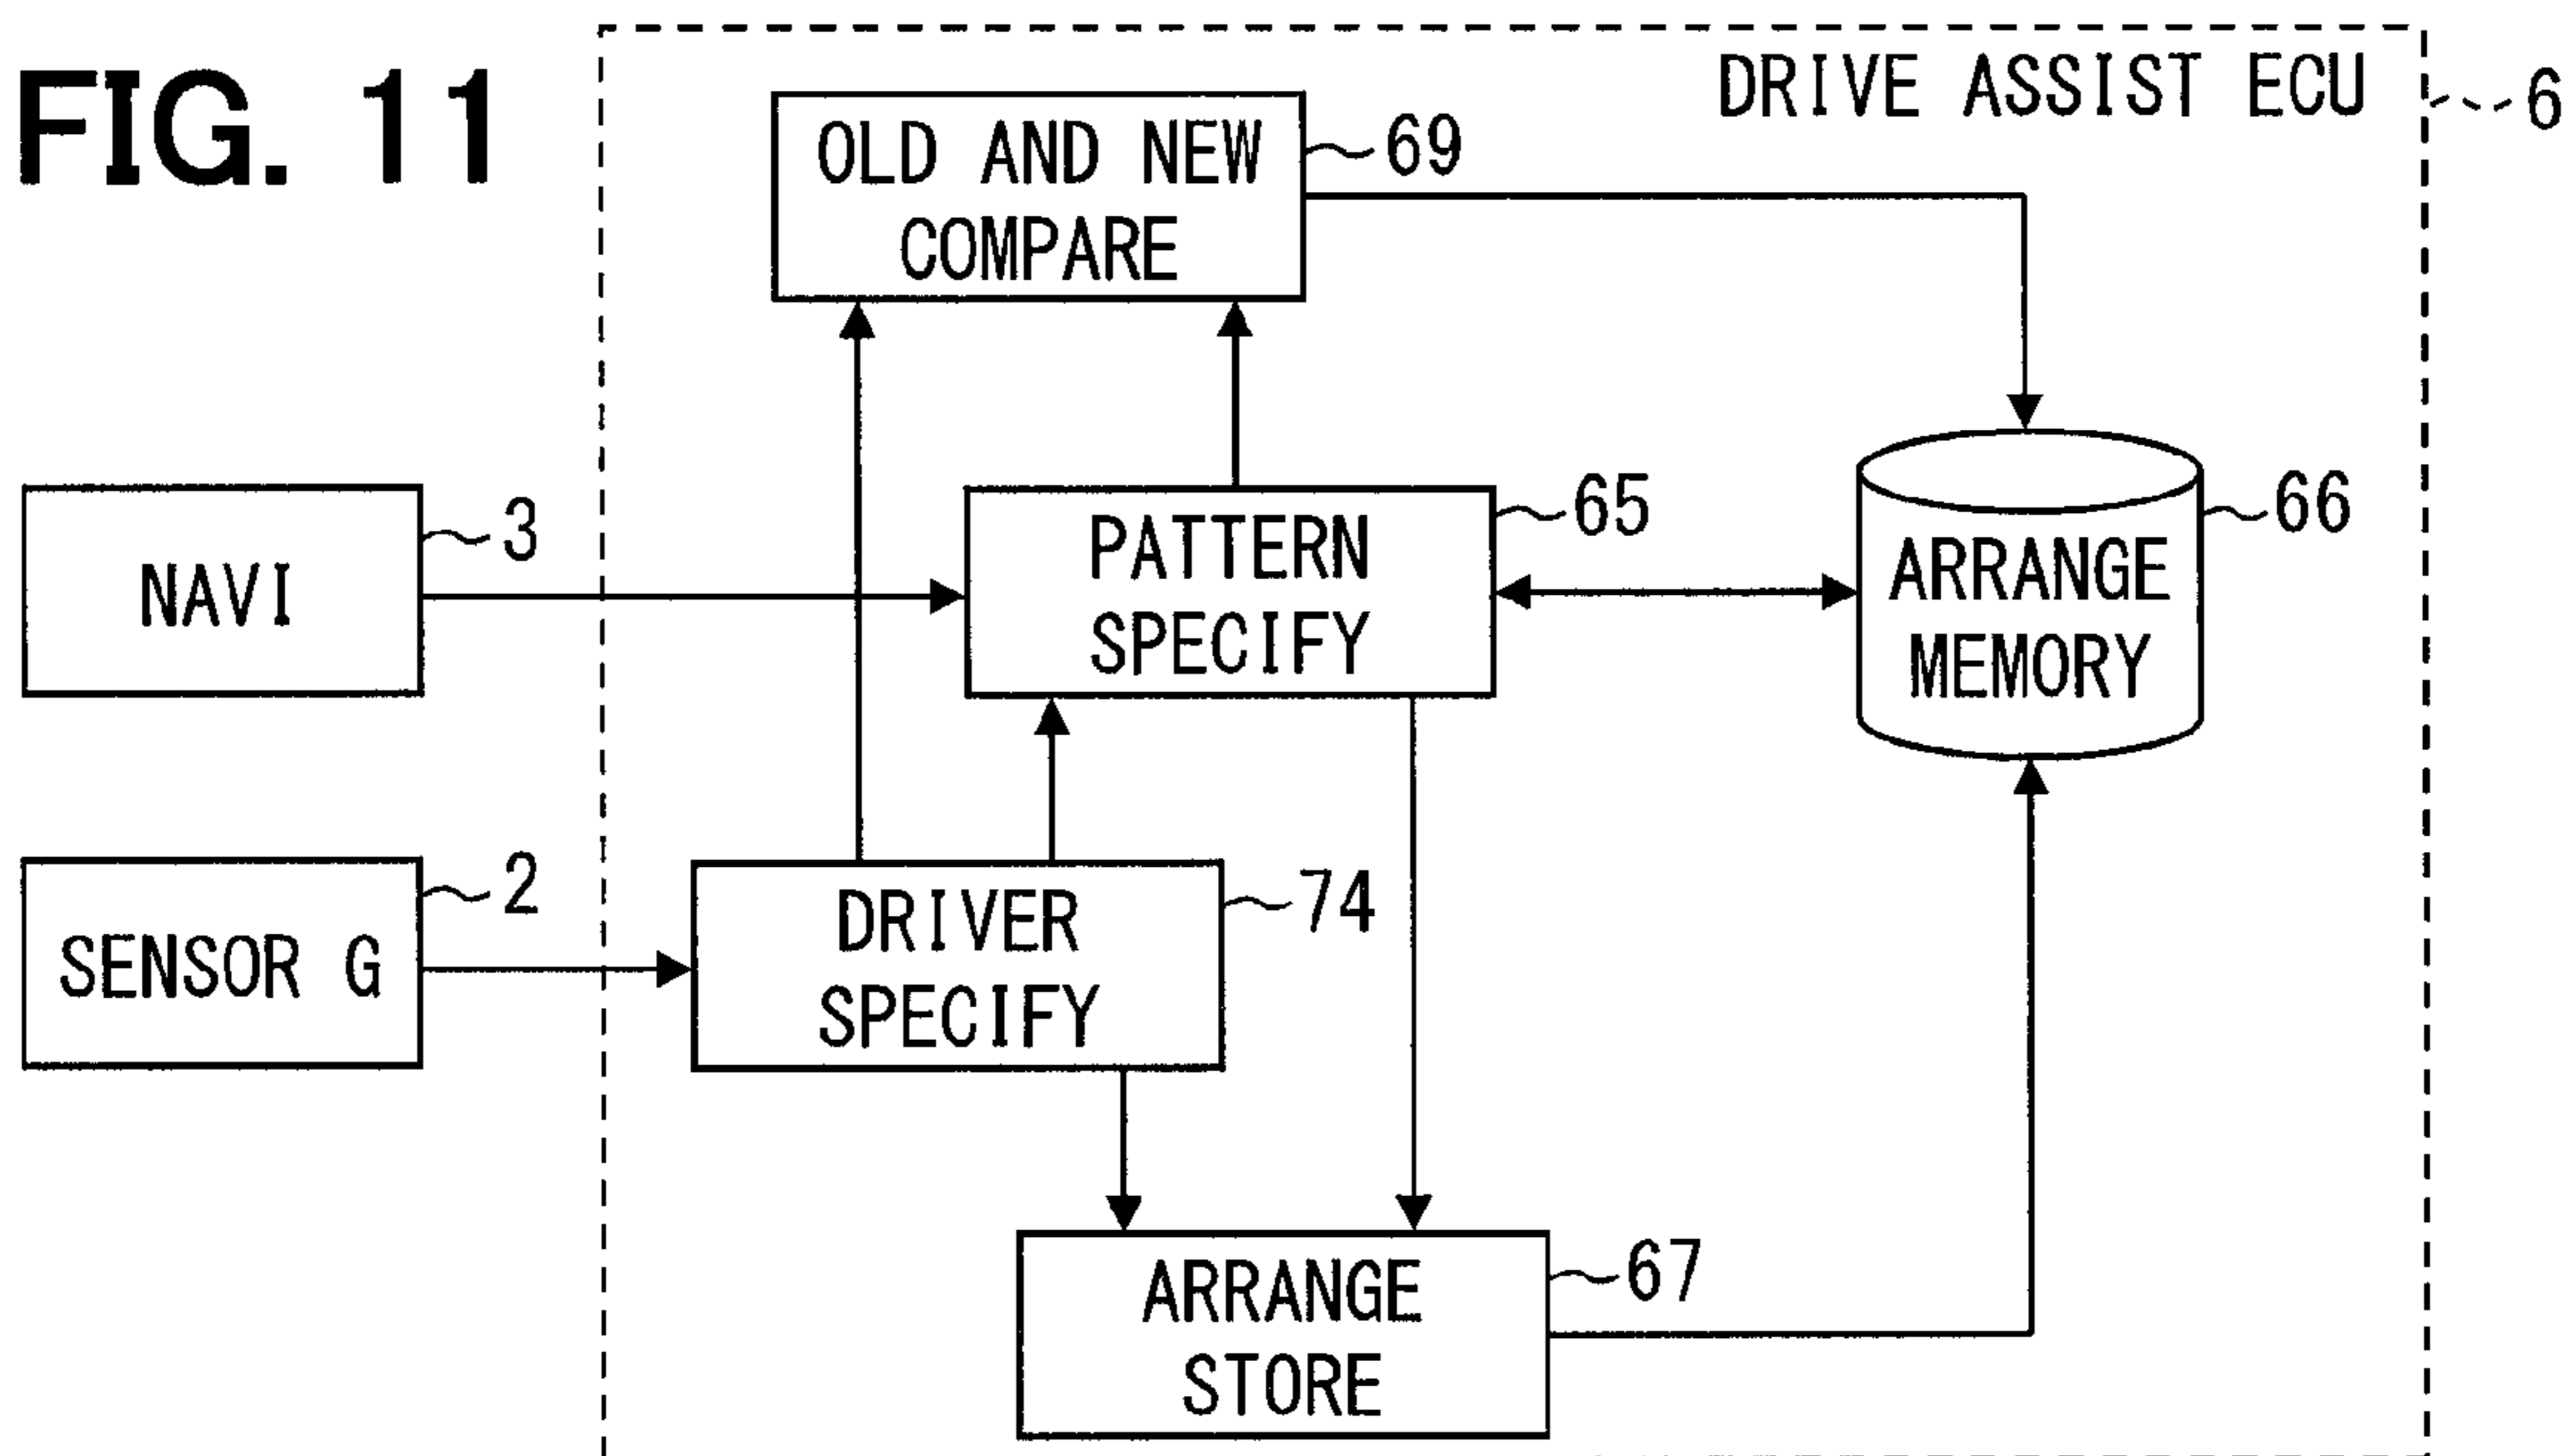 FIG. 11
DRIVE ASSIST ECU
6
OLD AND NEW
COMPARE
69
NAVI
3
PATTERN
SPECIFY
65
ARRANGE
MEMORY
66
SENSOR G
2
DRIVER
SPECIFY
74
ARRANGE
STORE
67